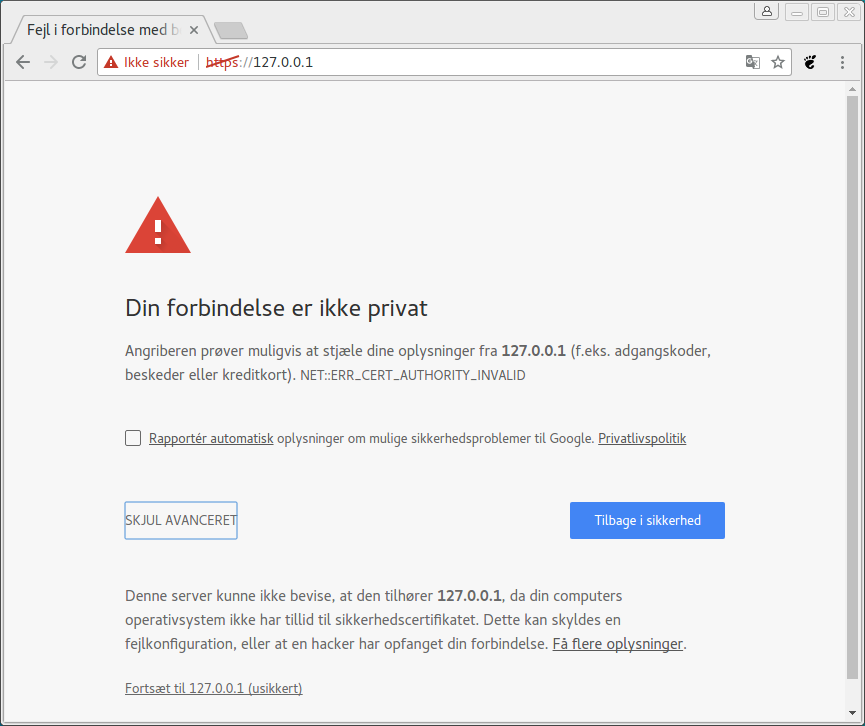 Fejl i forbindelse med b
Ikke sikker
https://127.0.0.1
Din forbindelse er ikke privat
Angriberen prøver muligvis at stjæle dine oplysninger fra 127.0.0.1 (f.eks. adgangskoder,
beskeder eller kreditkort). NET::ERR_CERT_AUTHORITY_INVALID
Rapportér automatisk oplysninger om mulige sikkerhedsproblemer til Google. Privatlivspolitik
SKJUL AVANCERET
Tilbage i sikkerhed
Denne server kunne ikke bevise, at den tilhører 127.0.0.1, da din computers
operativsystem ikke har tillid til sikkerhedscertifikatet. Dette kan skyldes en
fejlkonfiguration, eller at en hacker har opfanget din forbindelse. Få flere oplysninger.
Fortsæt til 127.0.0.1 (usikkert)